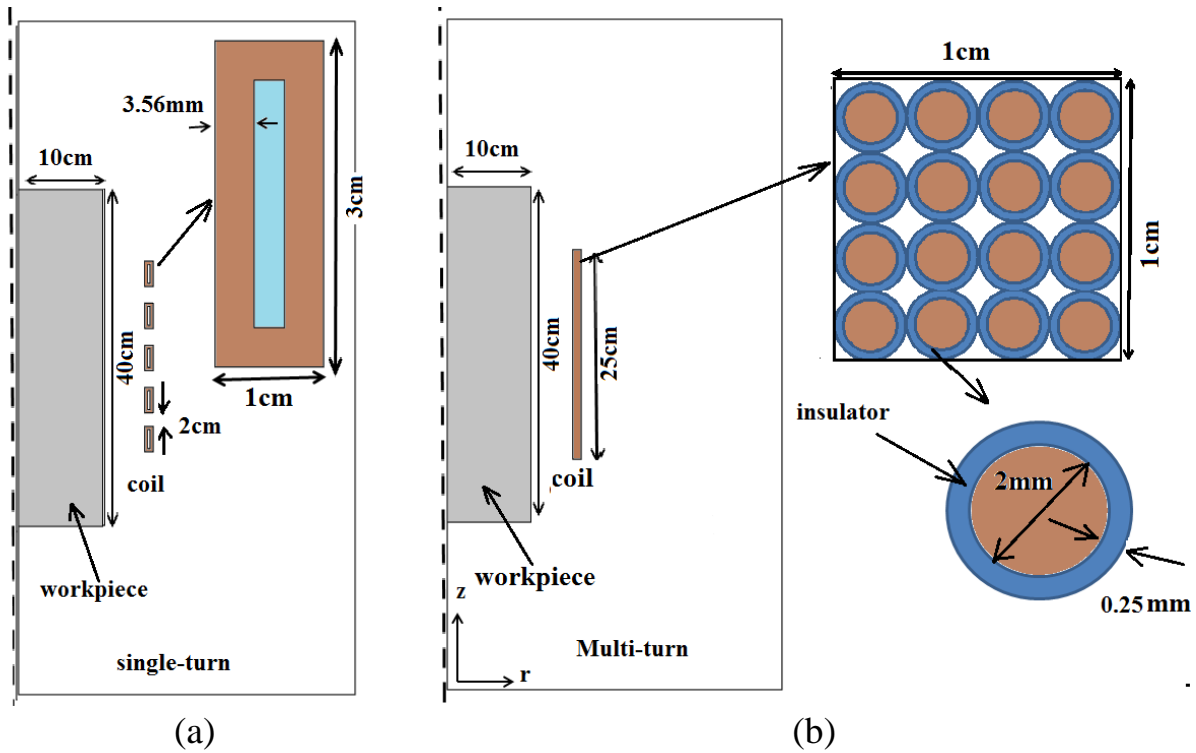 3.56mm
10cm
3cm
40cm
1cm
2cm
coil
workpiece
single-turn
(a)
1cm
10cm
1cm
40cm
25cm
insulator
coil
2mm
workpiece
0.25mm
z
r
Multi-turn
(b)